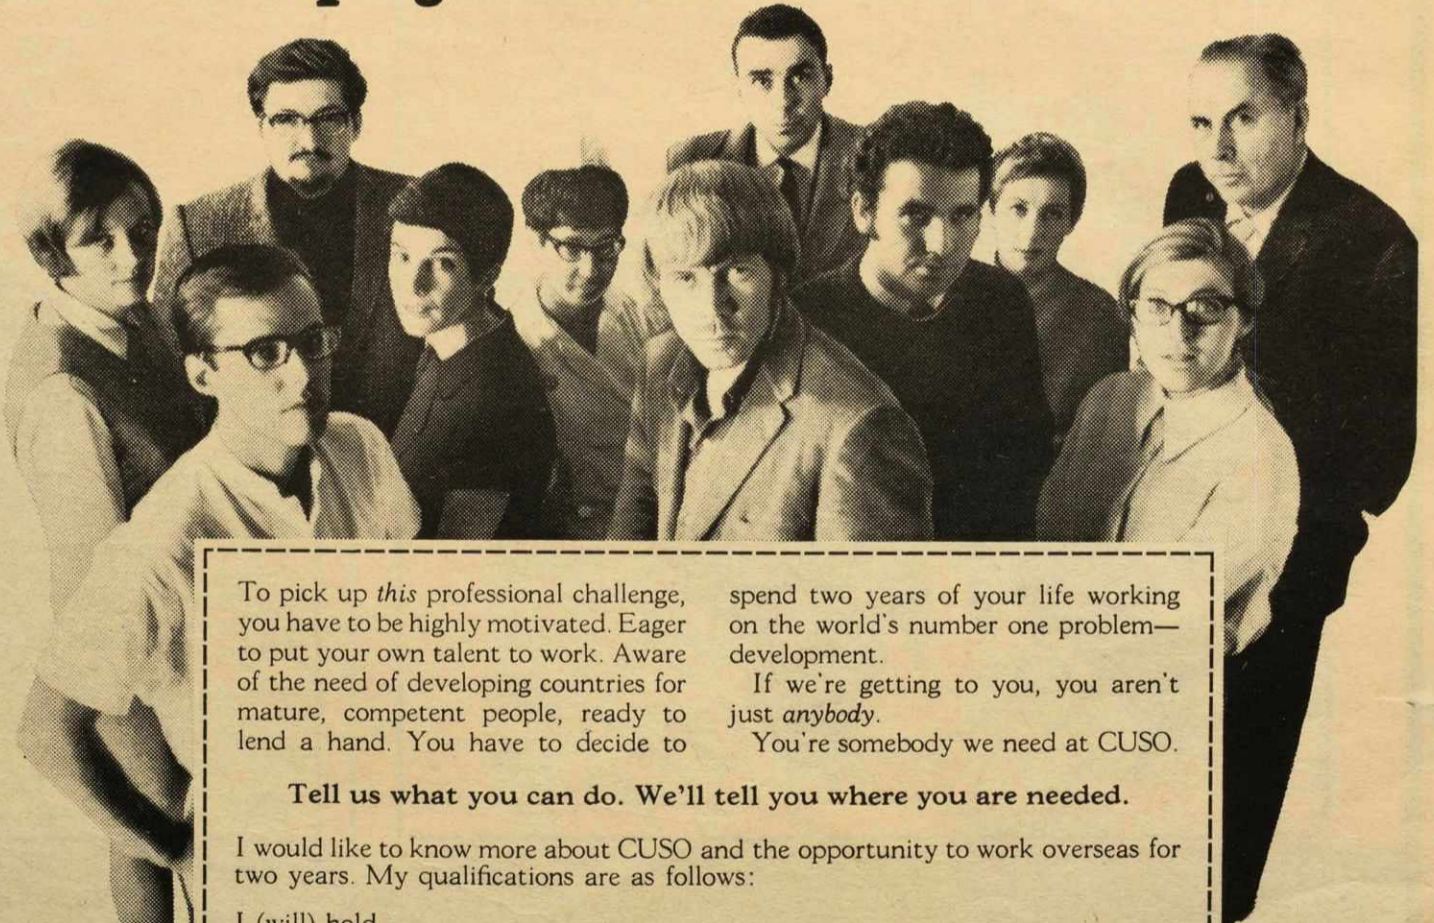 To pick up this professional challenge,
you have to be highly motivated. Eager
to put your own talent to work. Aware
of the need of developing countries for
mature, competent people, ready to
lend a hand. You have to decide to
spend two years of your life working
on the world's number one problem—
development.
If we're getting to you, you aren't
just anybody.
You're somebody we need at CUSO.
Tell us what you can do. We'll tell you where you are needed.
I would like to know more about CUSO and the opportunity to work overseas for
two years. My qualifications are as follows:
I (will) hold